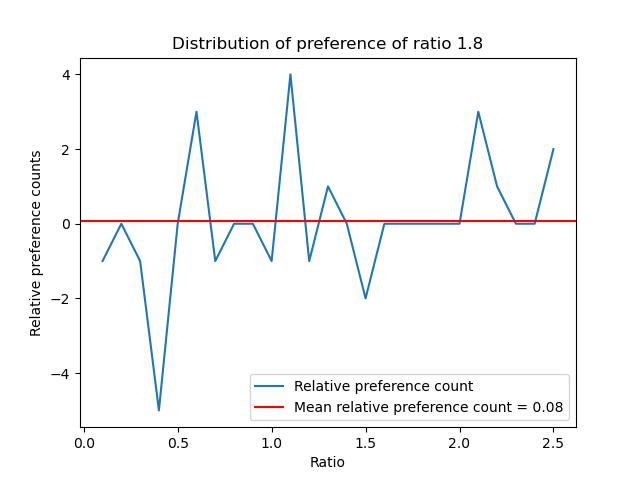 Distribution of preference of ratio 1.8
Relative preference counts
4
2
0
−2
−4
Relative preference count
Mean relative preference count = 0.08
0.0 0.5 1.0 1.5 2.0 2.5
Ratio